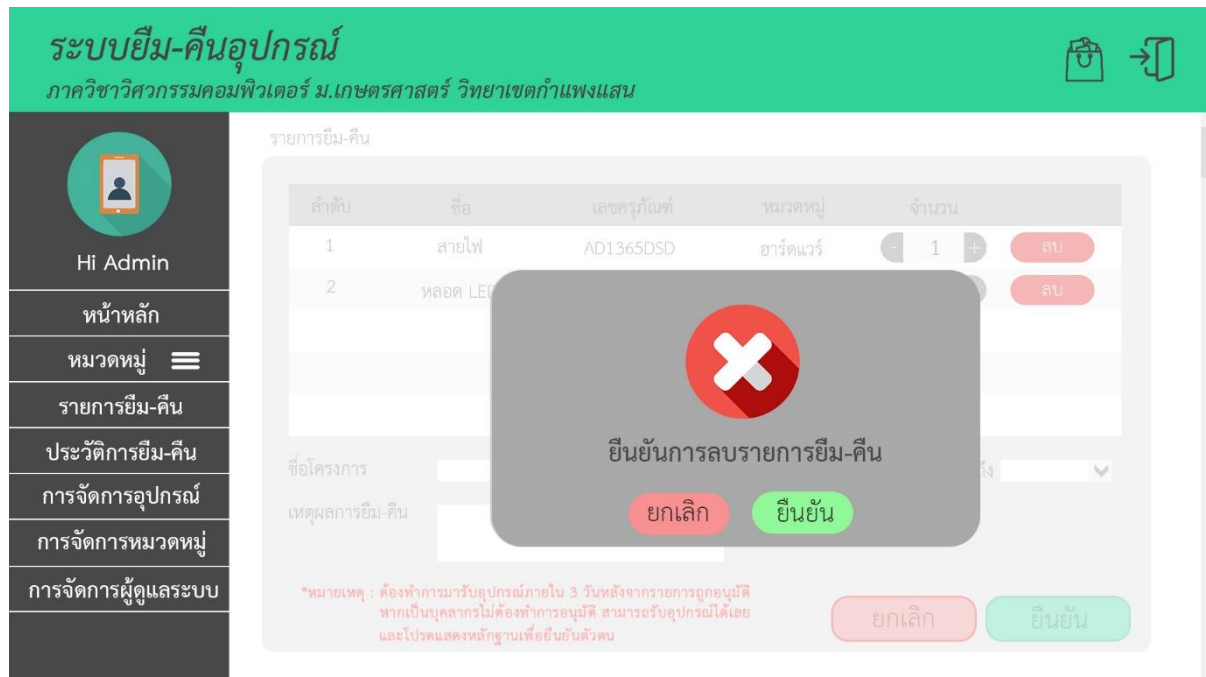 ระบบยืม-คืนอุปกรณ์
ภาควิชาวิศวกรรมคอมพิวเตอร์ ม.เกษตรศาสตร์ วิทยาเขตกำแพงแสน
Hi Admin
หน้าหลัก
หมวดหมู่
รายการยืม-คืน
ประวัติการยืม-คืน
การจัดการอุปกรณ์
การจัดการหมวดหมู่
การจัดการผู้ดูแลระบบ
รายการยืม-คืน
ลำดับ ชื่อ เลขครุภัณฑ์ หมวดหมู่ จำนวน
1 สายไฟ AD1365DSD ฮาร์ดแวร์ - 1 + ลบ
2 หลอด LED ลบ
ยืนยันการลบรายการยืม-คืน
ยกเลิก ยืนยัน
ชื่อโครงการ
เหตุผลการยืม-คืน
*หมายเหตุ : ต้องทำการมารับอุปกรณ์ภายใน 3 วันหลังจากรายการถูกอนุมัติ
หากเป็นบุคลากรไม่ต้องทำการอนุมัติ สามารถรับอุปกรณ์ได้เลย
และโปรดแสดงหลักฐานเพื่อยืนยันตัวตน
ยกเลิก ยืนยัน